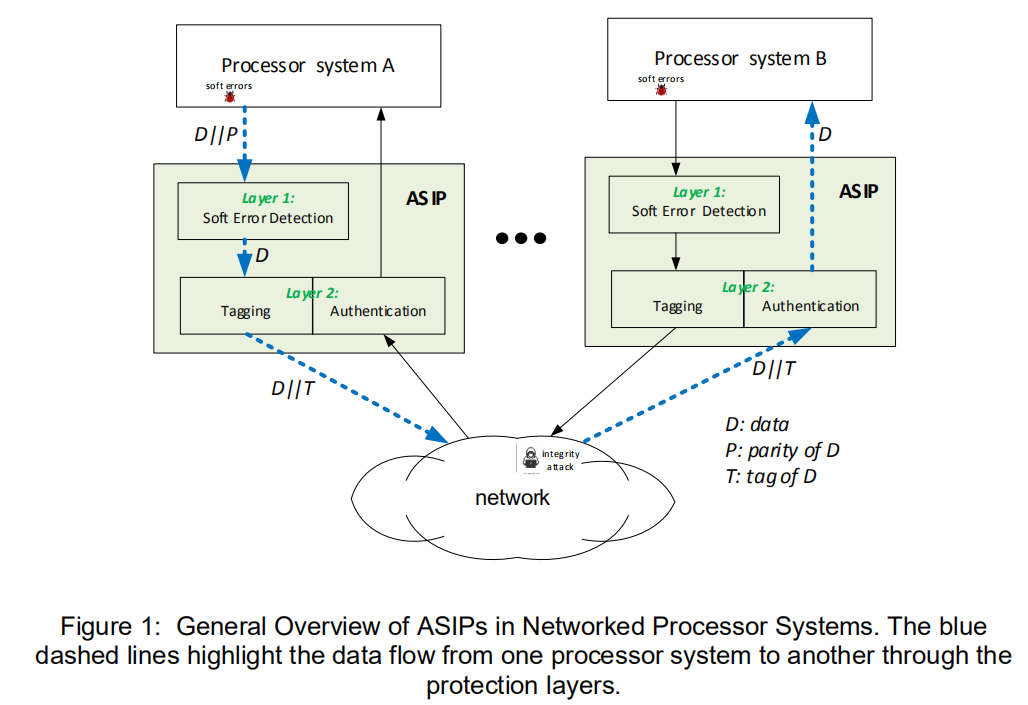 Processor system A
soft errors
D||P
ASIP
Layer 1:
Soft Error Detection
D
Layer 2:
Tagging
Authentication
D||T
Processor system B
soft errors
D
ASIP
Layer 1:
Soft Error Detection
Layer 2:
Tagging
Authentication
D||T
D: data
P: parity of D
T: tag of D
integrity
attack
network
Figure 1: General Overview of ASIPs in Networked Processor Systems. The blue
dashed lines highlight the data flow from one processor system to another through the
protection layers.